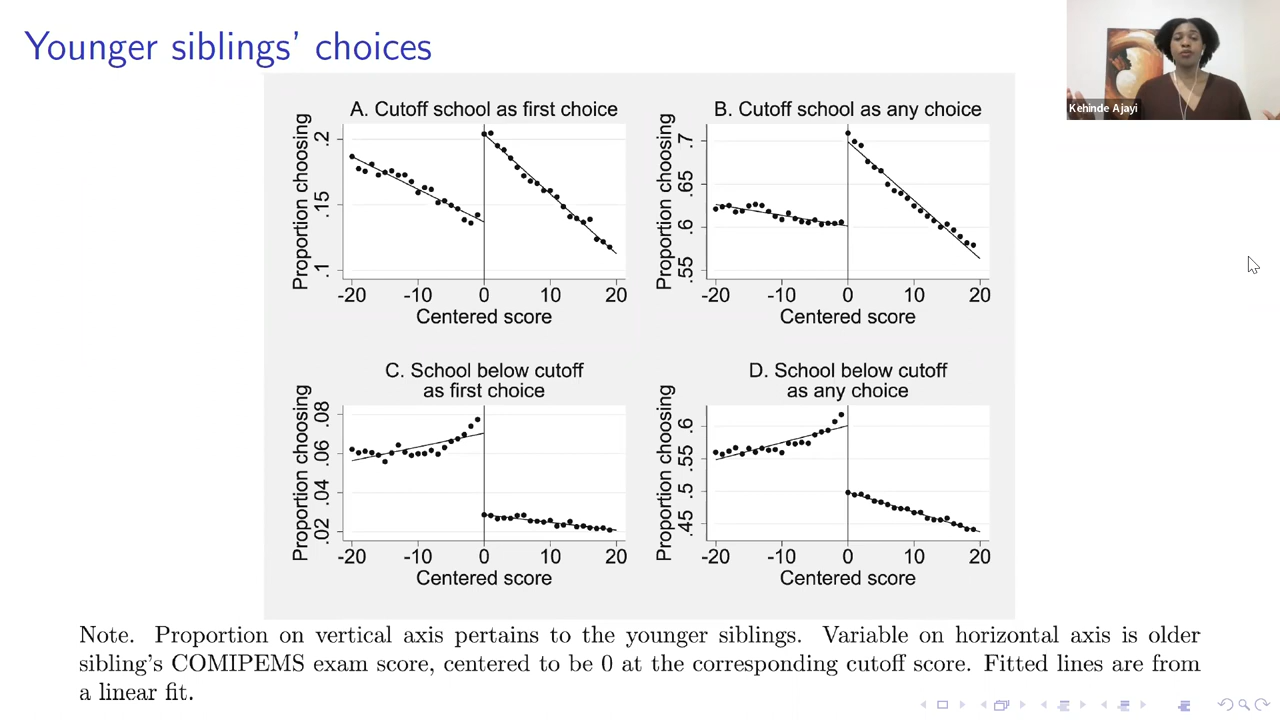 Younger siblings' choices
Kehinde Ajayi
A. Cutoff school as first choice
Proportion choosing
.2
.15
.1
-20 -10 0 10 20
Centered score
B. Cutoff school as any choice
Proportion choosing
.7
.65
.6
.55
-20 -10 0 10 20
Centered score
C. School below cutoff
as first choice
Proportion choosing
.08
.06
.04
.02
-20 -10 0 10 20
Centered score
D. School below cutoff
as any choice
Proportion choosing
.6
.55
.5
.45
-20 -10 0 10 20
Centered score
Note. Proportion on vertical axis pertains to the younger siblings. Variable on horizontal axis is older
sibling's COMIPEMS exam score, centered to be 0 at the corresponding cutoff score. Fitted lines are from
a linear fit.